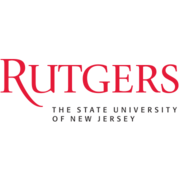 RUTGERS
THE STATE UNIVERSITY
OF NEW JERSEY